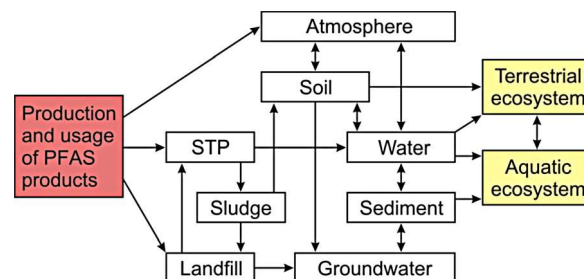 Atmosphere
Soil
Terrestrial
ecosystem
Production
and usage
of PFAS
products
STP
Water
Aquatic
ecosystem
Sludge
Sediment
Landfill
Groundwater